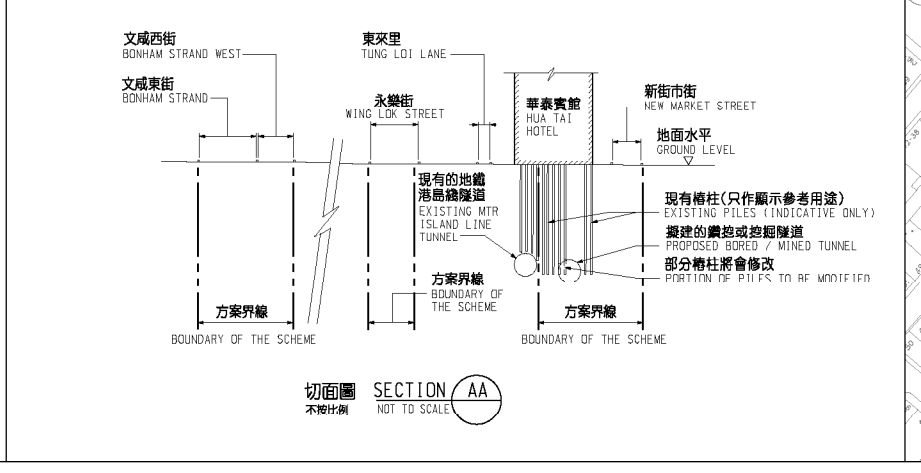 文咸西街
BONHAM STRAND WEST
文咸東街
BONHAM STRAND
東來里
TUNG LOI LANE
永樂街
WING LOK STREET
華泰賓館
HUA TAI
HOTEL
新街市街
NEW MARKET STREET
地面水平
GROUND LEVEL
現有的地鐵
港島綫隧道
EXISTING MTR
ISLAND LINE
TUNNEL
現有樁柱(只作顯示參考用途)
EXISTING PILES (INDICATIVE ONLY)
擬建的鑽挖或挖掘隧道
PROPOSED BORED / MINED TUNNEL
部分樁柱將會修改
PORTION OF PILES TO BE MODIFIED
方案界線
BOUNDARY OF THE SCHEME
方案界線
BOUNDARY OF
THE SCHEME
方案界線
BOUNDARY OF THE SCHEME
切面圖 SECTION AA
不按比例 NOT TO SCALE